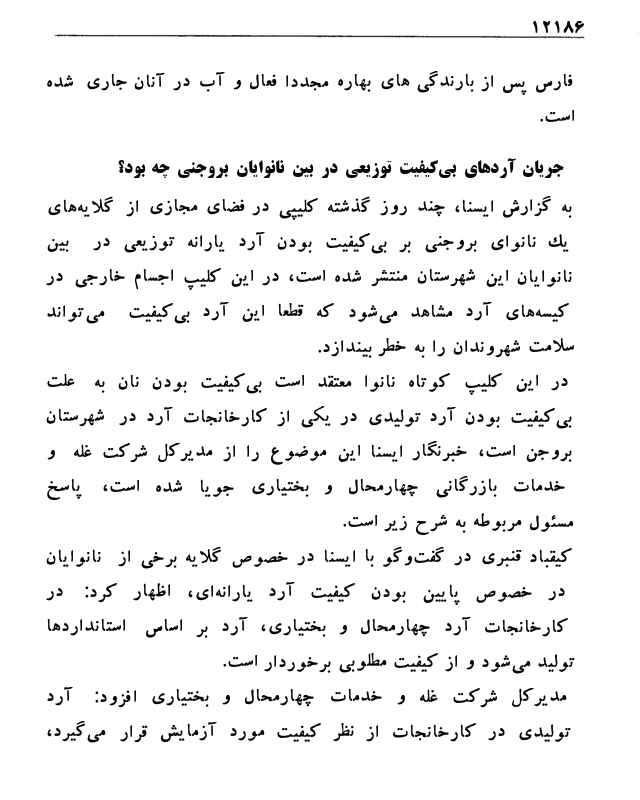 ۱۲۱۸۶
فارس پس از بارندگی های بهاره مجددا فعال و آب در آنان جاری شده
است.
جریان آردهای بی‌کیفیت توزیعی در بین نانوایان بروجنی چه بود؟
به گزارش ایسنا، چند روز گذشته کلیپی در فضای مجازی از گلایه‌های
یك نانوای بروجنی بر بی‌کیفیت بودن آرد یارانه توزیعی در بین
نانوایان این شهرستان منتشر شده است، در این کلیپ اجسام خارجی در
کیسه‌های آرد مشاهد می‌شود که قطعا این آرد بی‌کیفیت می‌تواند
سلامت شهروندان را به خطر بیندازد.
در این کلیپ کوتاه نانوا معتقد است بی‌کیفیت بودن نان به علت
بی‌کیفیت بودن آرد تولیدی در یکی از کارخانجات آرد در شهرستان
بروجن است، خبرنگار ایسنا این موضوع را از مدیرکل شرکت غله و
خدمات بازرگانی چهارمحال و بختیاری جویا شده است، پاسخ
مسئول مربوطه به شرح زیر است.
کیقباد قنبری در گفت‌وگو با ایسنا در خصوص گلایه برخی از نانوایان
در خصوص پایین بودن کیفیت آرد یارانه‌ای، اظهار کرد: در
کارخانجات آرد چهارمحال و بختیاری، آرد بر اساس استانداردها
تولید می‌شود و از کیفیت مطلوبی برخوردار است.
مدیرکل شرکت غله و خدمات چهارمحال و بختیاری افزود: آرد
تولیدی در کارخانجات از نظر کیفیت مورد آزمایش قرار می‌گیرد،